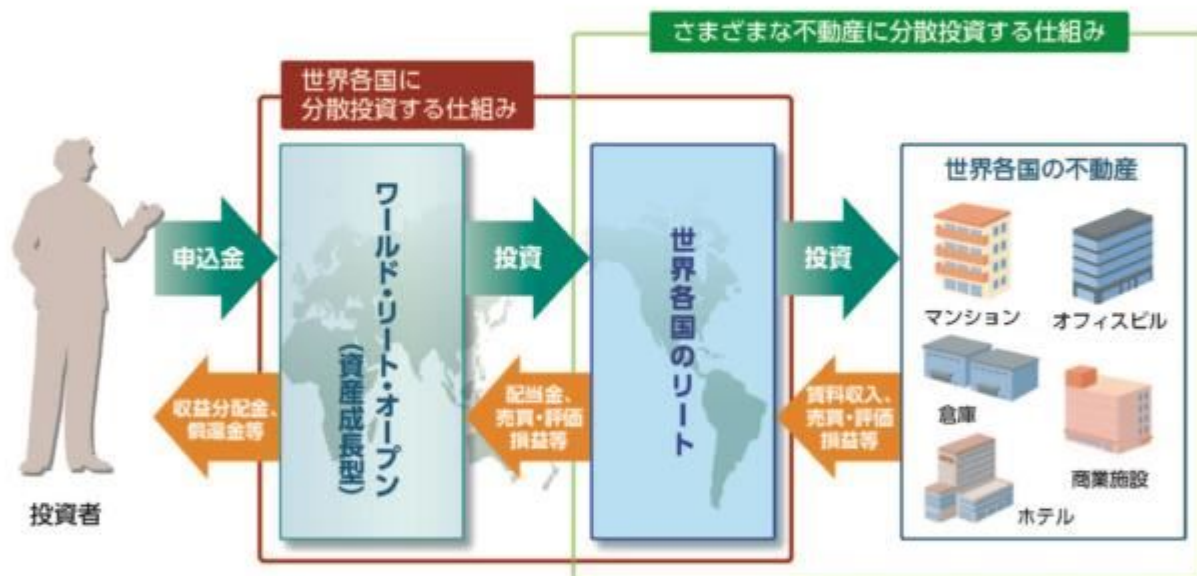 さまざまな不動産に分散投資する仕組み
世界各国に
分散投資する仕組み
申込金
ワールド・リート・オープン
（資産成長型）
投資
世界各国のリート
投資
世界各国の不動産
マンション
オフィスビル
倉庫
商業施設
ホテル
収益分配金、
償還金等
配当金、
売買・評価
損益等
賃料収入、
売買・評価
損益等
投資者